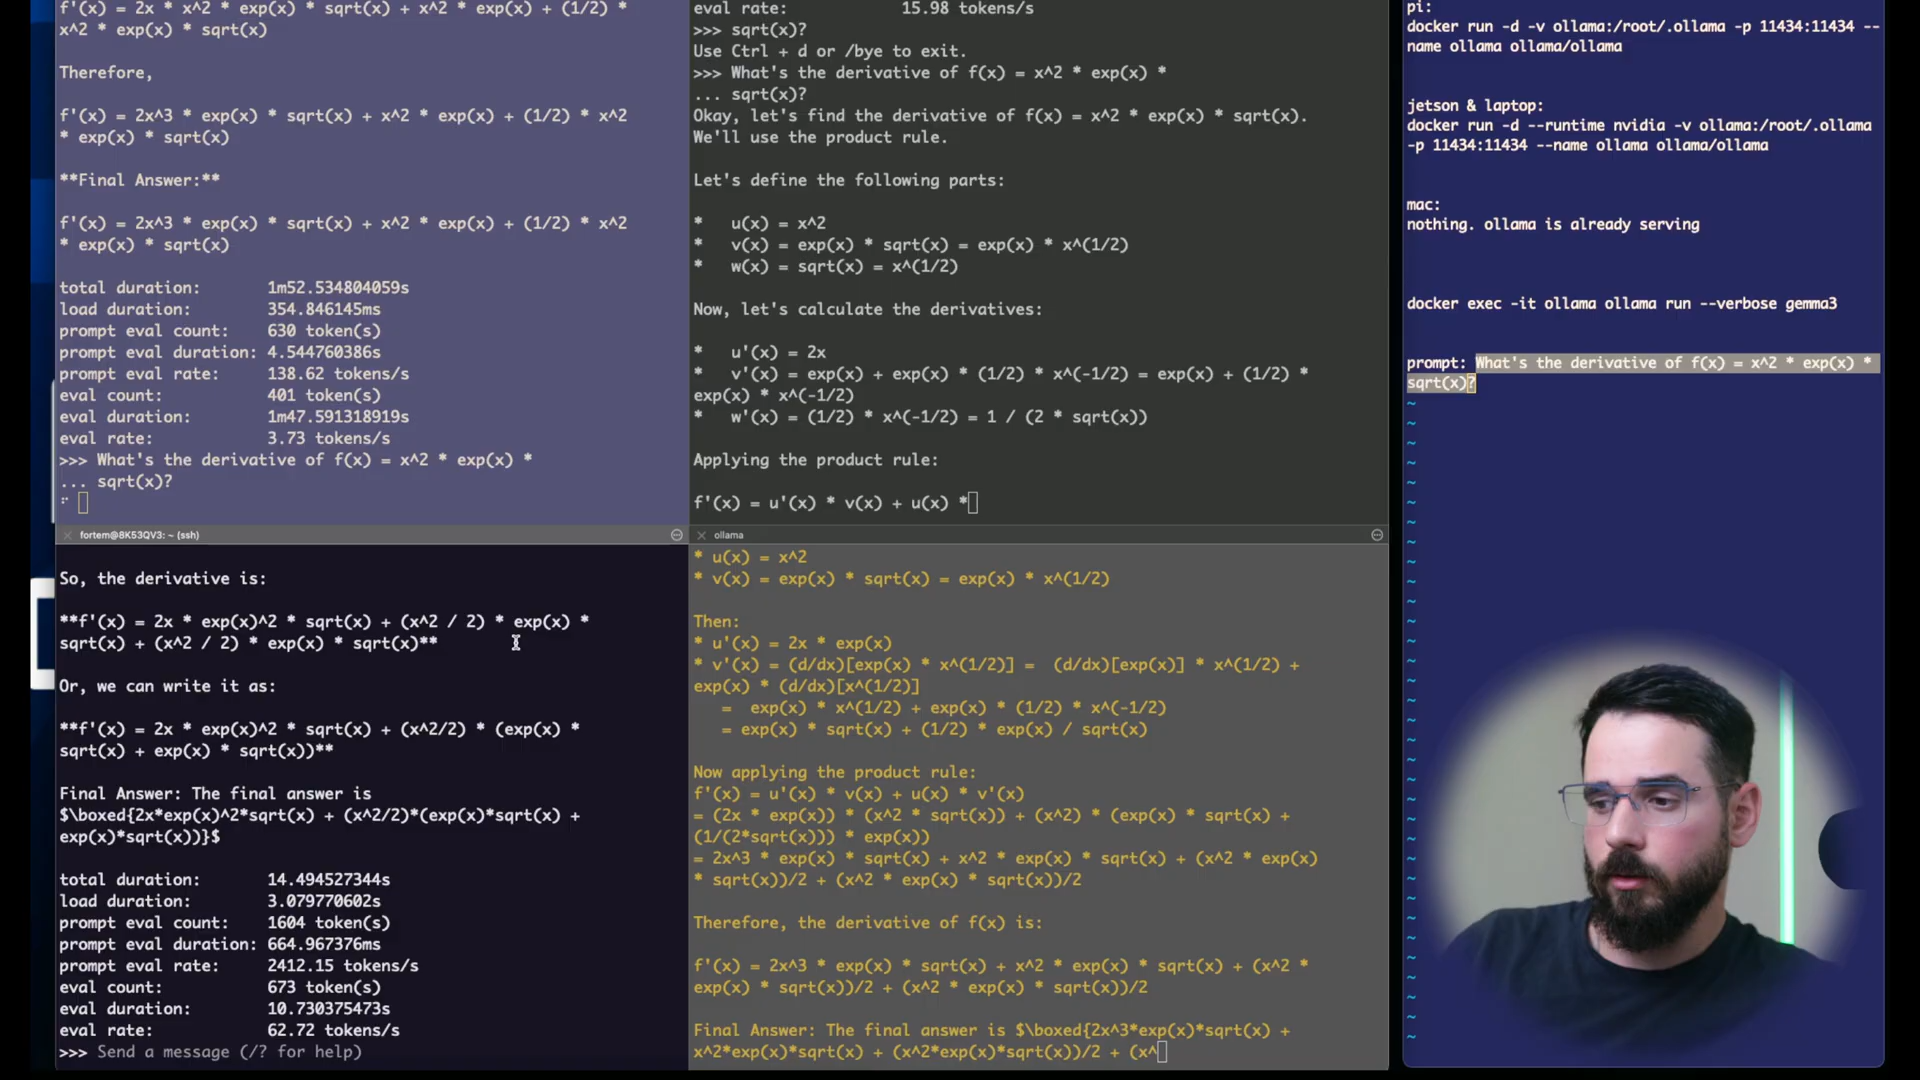 f'(x) = 2x * x^2 * exp(x) * sqrt(x) + x^2 * exp(x) + (1/2) *
x^2 * exp(x) * sqrt(x)
Therefore,
f'(x) = 2x^3 * exp(x) * sqrt(x) + x^2 * exp(x) + (1/2) * x^2
* exp(x) * sqrt(x)
**Final Answer:**
f'(x) = 2x^3 * exp(x) * sqrt(x) + x^2 * exp(x) + (1/2) * x^2
* exp(x) * sqrt(x)
total duration: 1m52.534804059s
load duration: 354.846145ms
prompt eval count: 630 token(s)
prompt eval duration: 4.544760386s
prompt eval rate: 138.62 tokens/s
eval count: 401 token(s)
eval duration: 1m47.591318919s
eval rate: 3.73 tokens/s
>>> What's the derivative of f(x) = x^2 * exp(x) *
... sqrt(x)?
eval rate: 15.98 tokens/s
>>> sqrt(x)?
Use Ctrl + d or /bye to exit.
>>> What's the derivative of f(x) = x^2 * exp(x) *
... sqrt(x)?
Okay, let's find the derivative of f(x) = x^2 * exp(x) * sqrt(x).
We'll use the product rule.
Let's define the following parts:
* u(x) = x^2
* v(x) = exp(x) * sqrt(x) = exp(x) * x^(1/2)
* w(x) = sqrt(x) = x^(1/2)
Now, let's calculate the derivatives:
* u'(x) = 2x
* v'(x) = exp(x) + exp(x) * (1/2) * x^(-1/2) = exp(x) + (1/2) *
exp(x) * x^(-1/2)
* w'(x) = (1/2) * x^(-1/2) = 1 / (2 * sqrt(x))
Applying the product rule:
f'(x) = u'(x) * v(x) + u(x) *
fortem@8K53QV3: ~ (ssh)
So, the derivative is:
**f'(x) = 2x * exp(x)^2 * sqrt(x) + (x^2 / 2) * exp(x) *
sqrt(x) + (x^2 / 2) * exp(x) * sqrt(x)**
Or, we can write it as:
**f'(x) = 2x * exp(x)^2 * sqrt(x) + (x^2/2) * (exp(x) *
sqrt(x) + exp(x) * sqrt(x))**
Final Answer: The final answer is
$\boxed{2x*exp(x)^2*sqrt(x) + (x^2/2)*(exp(x)*sqrt(x) +
exp(x)*sqrt(x))}$
total duration: 14.494527344s
load duration: 3.079770602s
prompt eval count: 1604 token(s)
prompt eval duration: 664.967376ms
prompt eval rate: 2412.15 tokens/s
eval count: 673 token(s)
eval duration: 10.730375473s
eval rate: 62.72 tokens/s
>>> Send a message (/? for help)
ollama
* u(x) = x^2
* v(x) = exp(x) * sqrt(x) = exp(x) * x^(1/2)
Then:
* u'(x) = 2x * exp(x)
* v'(x) = (d/dx)[exp(x) * x^(1/2)] = (d/dx)[exp(x)] * x^(1/2) +
exp(x) * (d/dx)[x^(1/2)]
= exp(x) * x^(1/2) + exp(x) * (1/2) * x^(-1/2)
= exp(x) * sqrt(x) + (1/2) * exp(x) / sqrt(x)
Now applying the product rule:
f'(x) = u'(x) * v(x) + u(x) * v'(x)
= (2x * exp(x)) * (x^2 * sqrt(x)) + (x^2) * (exp(x) * sqrt(x) +
(1/(2*sqrt(x))) * exp(x))
= 2x^3 * exp(x) * sqrt(x) + x^2 * exp(x) * sqrt(x) + (x^2 * exp(x)
* sqrt(x))/2 + (x^2 * exp(x) * sqrt(x))/2
Therefore, the derivative of f(x) is:
f'(x) = 2x^3 * exp(x) * sqrt(x) + x^2 * exp(x) * sqrt(x) + (x^2 *
exp(x) * sqrt(x))/2 + (x^2 * exp(x) * sqrt(x))/2
Final Answer: The final answer is $\boxed{2x^3*exp(x)*sqrt(x) +
x^2*exp(x)*sqrt(x) + (x^2*exp(x)*sqrt(x))/2 + (x^
pi:
docker run -d -v ollama:/root/.ollama -p 11434:11434 --
name ollama ollama/ollama
jetson & laptop:
docker run -d --runtime nvidia -v ollama:/root/.ollama
-p 11434:11434 --name ollama ollama/ollama
mac:
nothing. ollama is already serving
docker exec -it ollama ollama run --verbose gemma3
prompt: What's the derivative of f(x) = x^2 * exp(x) *
sqrt(x)?